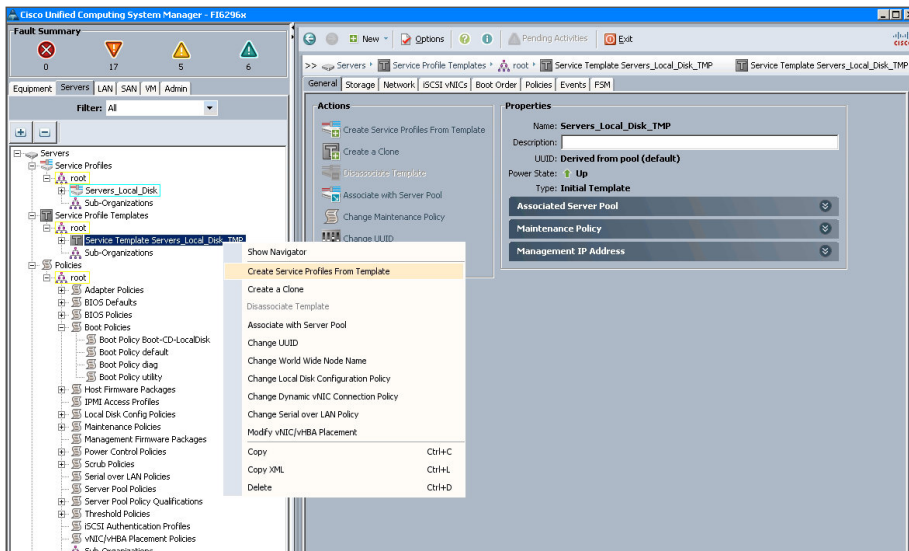 Cisco Unified Computing System Manager - FI6296x
Fault Summary
0 17 5 6
Equipment Servers LAN SAN VM Admin
Filter: All
Servers
Service Profiles
root
Servers_Local_Disk
Sub-Organizations
Service Profile Templates
root
Service Template Servers_Local_Disk_TMP
Sub-Organizations
Policies
root
Adapter Policies
BIOS Defaults
BIOS Policies
Boot Policies
Boot Policy Boot-CD-LocalDisk
Boot Policy default
Boot Policy diag
Boot Policy utility
Host Firmware Packages
IPMI Access Profiles
Local Disk Config Policies
Maintenance Policies
Management Firmware Packages
Power Control Policies
Scrub Policies
Serial over LAN Policies
Server Pool Policies
Server Pool Policy Qualifications
Threshold Policies
iSCSI Authentication Profiles
vNIC/vHBA Placement Policies
Sub-Organizations
Show Navigator
Create Service Profiles From Template
Create a Clone
Disassociate Template
Associate with Server Pool
Change UUID
Change World Wide Node Name
Change Local Disk Configuration Policy
Change Dynamic vNIC Connection Policy
Change Serial over LAN Policy
Modify vNIC/vHBA Placement
Copy Ctrl+C
Copy XML Ctrl+L
Delete Ctrl+D
New Options Pending Activities Exit
CISC
>> Servers Service Profile Templates root Service Template Servers_Local_Disk_TMP Service Template Servers_Local_Disk_TMP
General Storage Network iSCSI vNICs Boot Order Policies Events FSM
Actions
Create Service Profiles From Template
Create a Clone
Disassociate Template
Associate with Server Pool
Change Maintenance Policy
Change UUID
Properties
Name: Servers_Local_Disk_TMP
Description:
UUID: Derived from pool (default)
Power State: Up
Type: Initial Template
Associated Server Pool
Maintenance Policy
Management IP Address